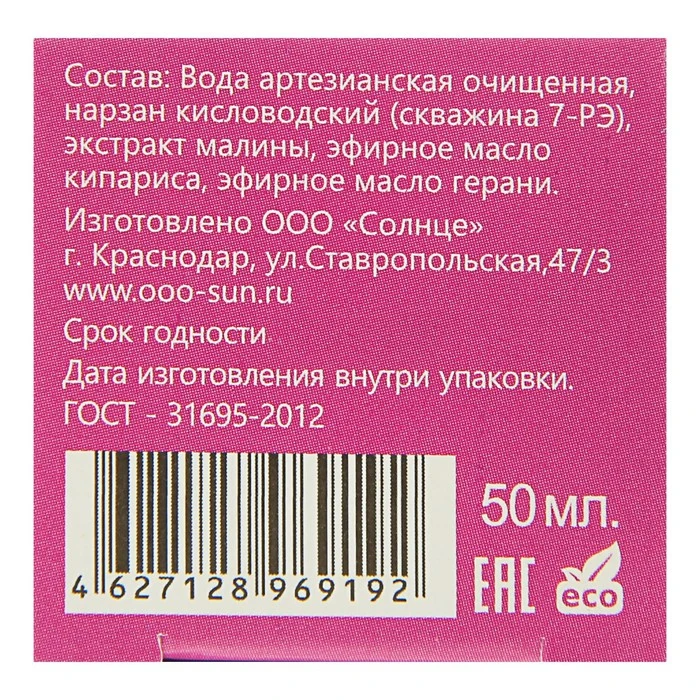 Состав: Вода артезианская очищенная,
нарзан кисловодский (скважина 7-РЭ),
экстракт малины, эфирное масло
кипариса, эфирное масло герани.
Изготовлено ООО «Солнце»
г. Краснодар, ул.Ставропольская,47/3
www.ooo-sun.ru
Срок годности
Дата изготовления внутри упаковки.
ГОСТ - 31695-2012
50 мл.
4 627128 969192
ЕАС eco